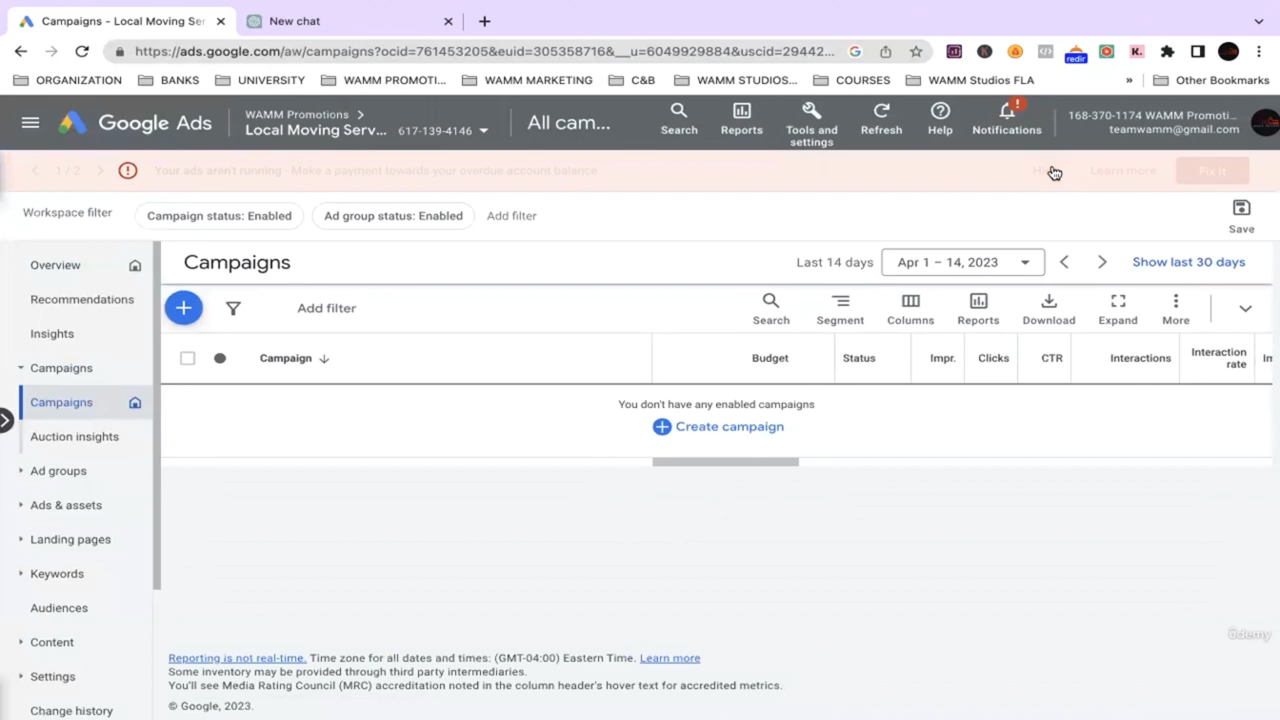 Campaigns - Local Moving Ser
New chat
https://ads.google.com/aw/campaigns?ocid=761453205&euid=305358716&__u=6049929884&uscid=29442...
redir
K.
ORGANIZATION
BANKS
UNIVERSITY
WAMM PROMOTI...
WAMM MARKETING
C&B
WAMM STUDIOS...
COURSES
WAMM Studios FLA
»
Other Bookmarks
Google Ads
WAMM Promotions
Local Moving Serv...
617-139-4146
All cam...
Search
Reports
Tools and settings
Refresh
Help
Notifications
168-370-1174 WAMM Promoti...
teamwamm@gmail.com
1 / 2
Your ads aren't running - Make a payment towards your overdue account balance
Learn more
Fix it
Workspace filter
Campaign status: Enabled
Ad group status: Enabled
Add filter
Save
Overview
Recommendations
Insights
Campaigns
Campaigns
Auction insights
Ad groups
Ads & assets
Landing pages
Keywords
Audiences
Content
Settings
Change history
Campaigns
Last 14 days
Apr 1 – 14, 2023
Show last 30 days
Add filter
Search
Segment
Columns
Reports
Download
Expand
More
Campaign
Budget
Status
Impr.
Clicks
CTR
Interactions
Interaction rate
You don't have any enabled campaigns
Create campaign
Reporting is not real-time. Time zone for all dates and times: (GMT-04:00) Eastern Time. Learn more
Some inventory may be provided through third party intermediaries.
You'll see Media Rating Council (MRC) accreditation noted in the column header's hover text for accredited metrics.
© Google, 2023.
ûdemy